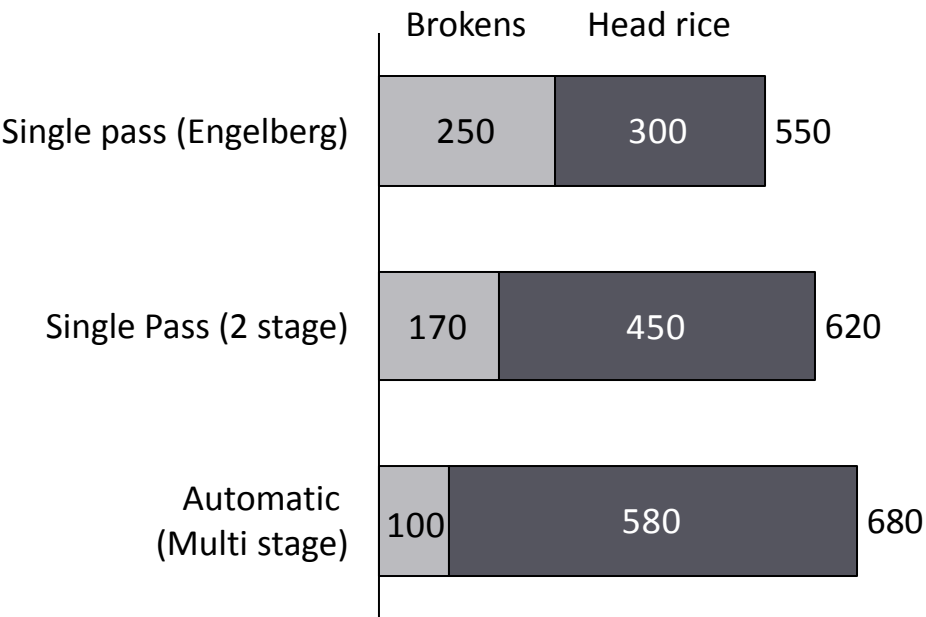 Brokens Head rice
Single pass (Engelberg) 250 300 550
Single Pass (2 stage) 170 450 620
Automatic
(Multi stage) 100 580 680